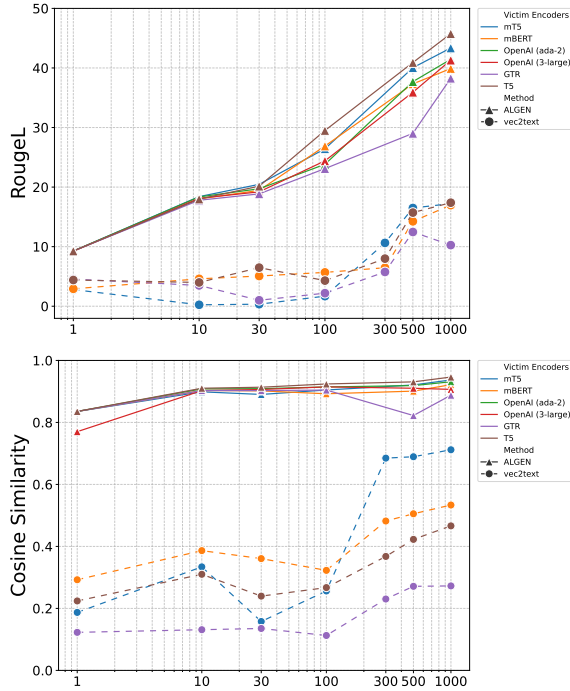 50
40
30
20
10
0
RougeL
1
10
30
100
300
500
1000
Victim Encoders
mT5
mBERT
OpenAI (ada-2)
OpenAI (3-large)
GTR
T5
Method
ALGEN
vec2text
1.0
0.8
0.6
0.4
0.2
0.0
Cosine Similarity
1
10
30
100
300
500
1000
Victim Encoders
mT5
mBERT
OpenAI (ada-2)
OpenAI (3-large)
GTR
T5
Method
ALGEN
vec2text